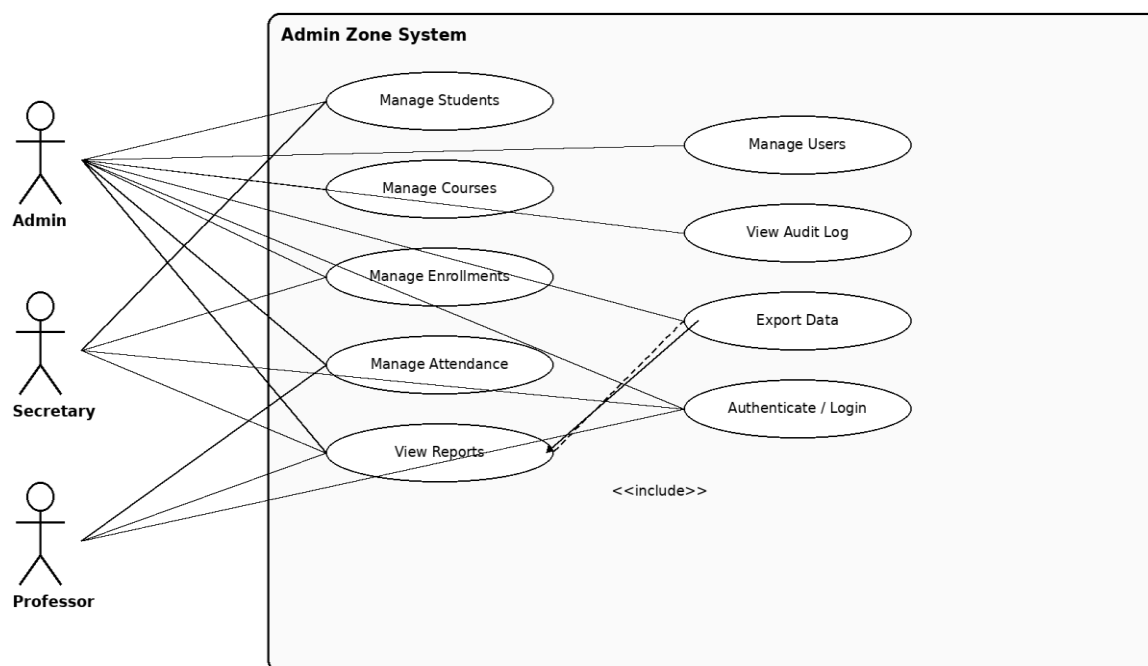 Admin Zone System
Manage Students
Manage Users
Admin
Manage Courses
View Audit Log
Manage Enrollments
Export Data
Secretary
Manage Attendance
Authenticate / Login
View Reports
<<include>>
Professor